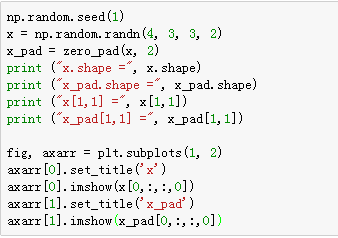 np.random.seed(1)
x = np.random.randn(4, 3, 3, 2)
x_pad = zero_pad(x, 2)
print ("x.shape =", x.shape)
print ("x_pad.shape =", x_pad.shape)
print ("x[1,1] =", x[1,1])
print ("x_pad[1,1] =", x_pad[1,1])
fig, axarr = plt.subplots(1, 2)
axarr[0].set_title('x')
axarr[0].imshow(x[0,:,:,0])
axarr[1].set_title('x_pad')
axarr[1].imshow(x_pad[0,:,:,0])